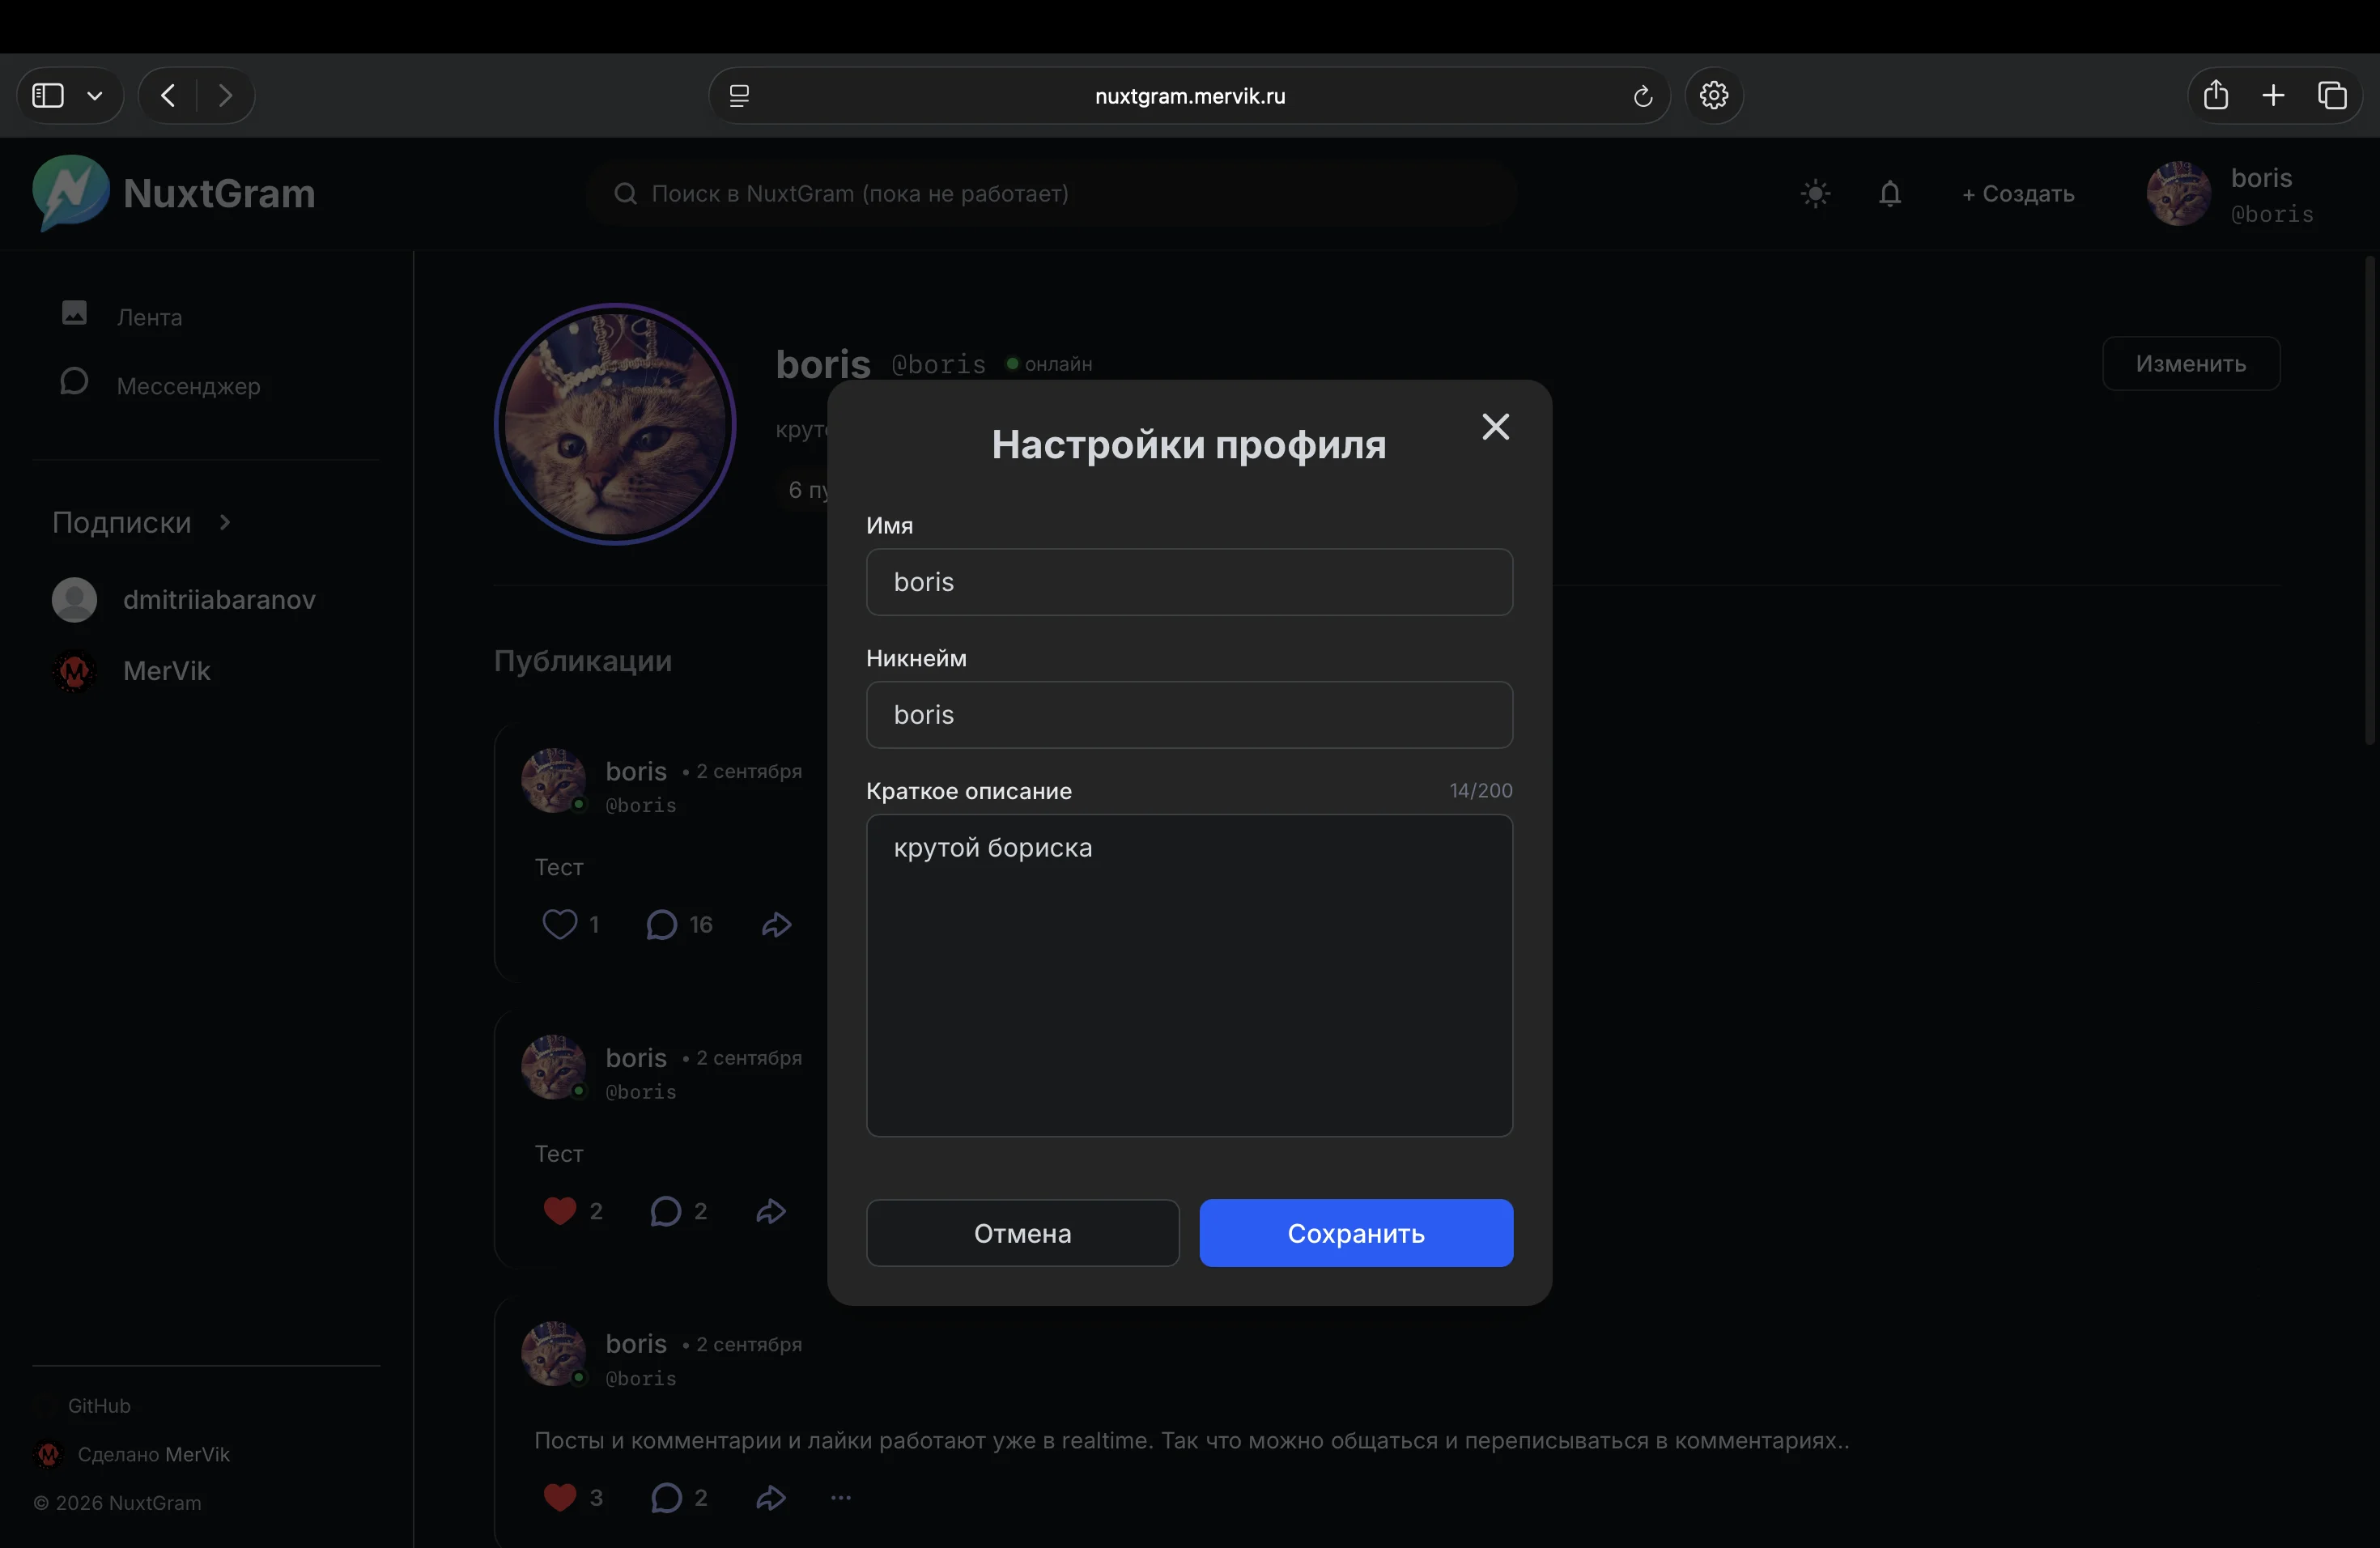 nuxtgram.mervik.ru
NuxtGram
Поиск в NuxtGram (пока не работает)
+ Создать
boris
@boris
Лента
Мессенджер
Подписки
dmitriiabaranov
MerVik
GitHub
Сделано MerVik
© 2026 NuxtGram
boris @boris онлайн
Изменить
6
Публикации
boris • 2 сентября
@boris
Тест
1 16
boris • 2 сентября
@boris
Тест
2 2
boris • 2 сентября
@boris
Посты и комментарии и лайки работают уже в realtime. Так что можно общаться и переписываться в комментариях..
3 2
Настройки профиля
Имя
boris
Никнейм
boris
Краткое описание 14/200
крутой бориска
Отмена
Сохранить